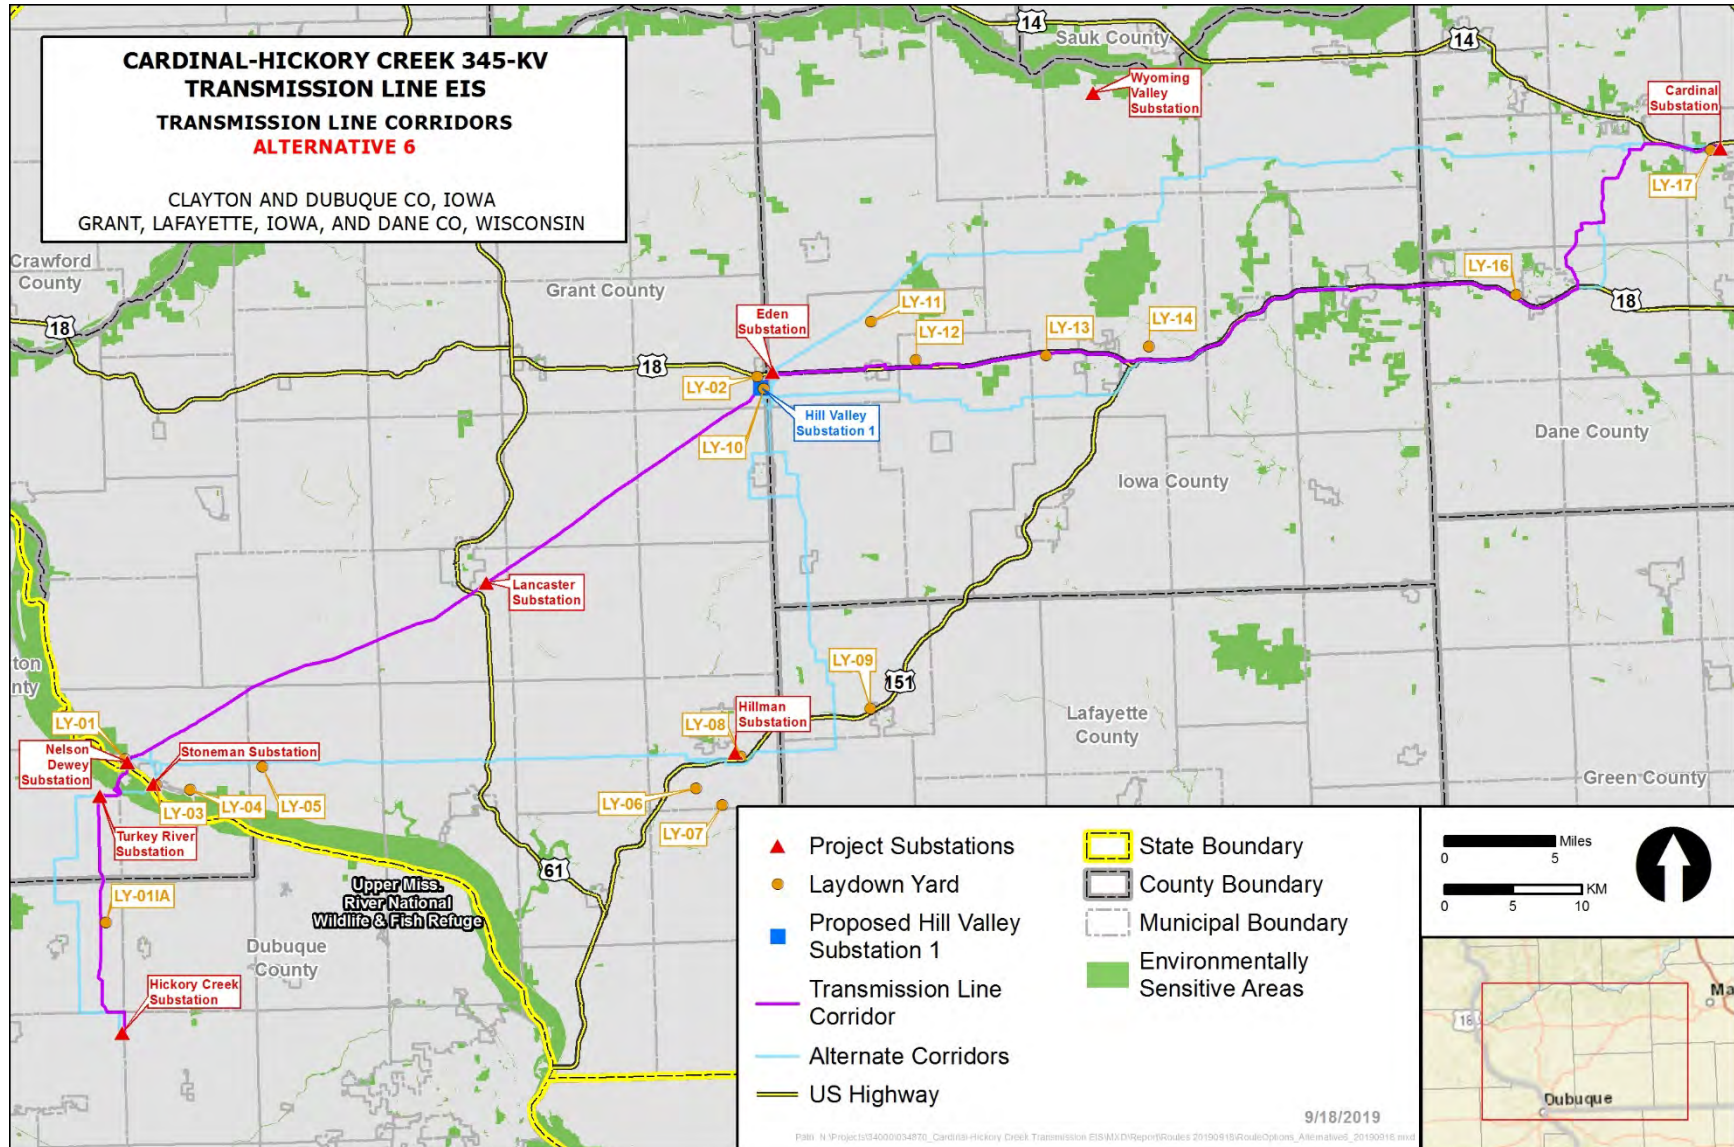 CARDINAL-HICKORY CREEK 345-KV
TRANSMISSION LINE EIS
TRANSMISSION LINE CORRIDORS
ALTERNATIVE 6
CLAYTON AND DUBUQUE CO, IOWA
GRANT, LAFAYETTE, IOWA, AND DANE CO, WISCONSIN
14
Sauk County
14
Wyoming
Valley
Substation
Cardinal
Substation
LY-17
Crawford
County
Grant County
18
LY-11
Eden
Substation
LY-12
LY-13
LY-14
LY-16
18
18
LY-02
Hill Valley
Substation 1
LY-10
Dane County
Iowa County
Lancaster
Substation
ton
nty
LY-09
151
LY-01
Nelson
Dewey
Substation
Stoneman Substation
LY-08
Hillman
Substation
Lafayette
County
Green County
LY-03
LY-04
LY-05
LY-06
LY-07
Turkey River
Substation
61
Upper Miss.
River National
Wildlife & Fish Refuge
LY-01IA
Dubuque
County
Hickory Creek
Substation
Project Substations
Laydown Yard
Proposed Hill Valley
Substation 1
Transmission Line
Corridor
Alternate Corridors
US Highway
State Boundary
County Boundary
Municipal Boundary
Environmentally
Sensitive Areas
9/18/2019
Miles
0 5
KM
0 5 10
Ma
18
Dubuque